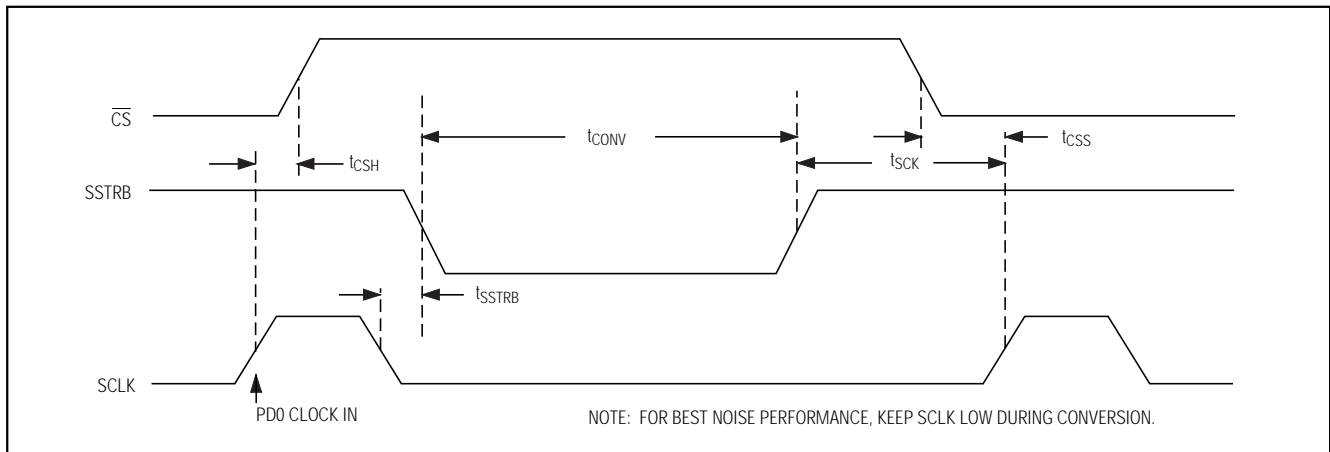 CS
tCONV
tCSS
tCSH
tSCK
SSTRB
tSSTRB
SCLK
PD0 CLOCK IN
NOTE: FOR BEST NOISE PERFORMANCE, KEEP SCLK LOW DURING CONVERSION.